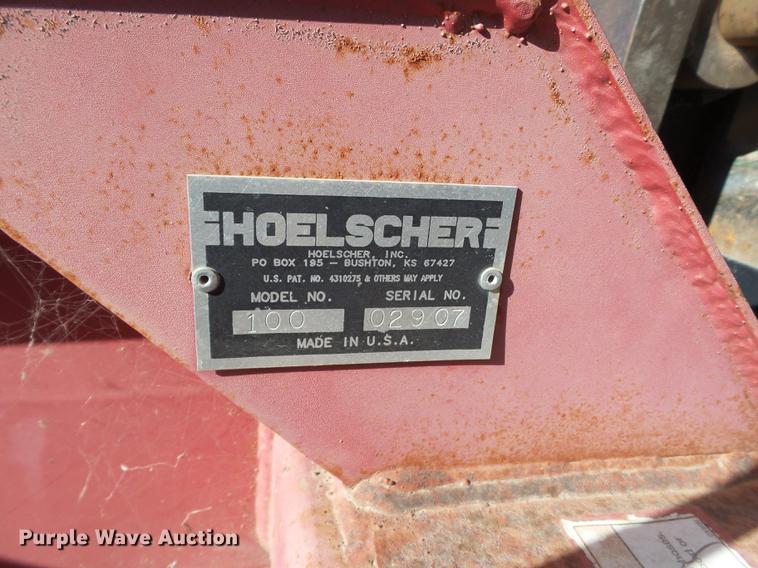 HOELSCHER
HOELSCHER, INC.
PO BOX 195 – BUSHTON, KS 67427
U.S. PAT. NO. 4310275 & OTHERS MAY APPLY
MODEL NO. SERIAL NO.
100 02907
MADE IN U.S.A.
Purple Wave Auction®